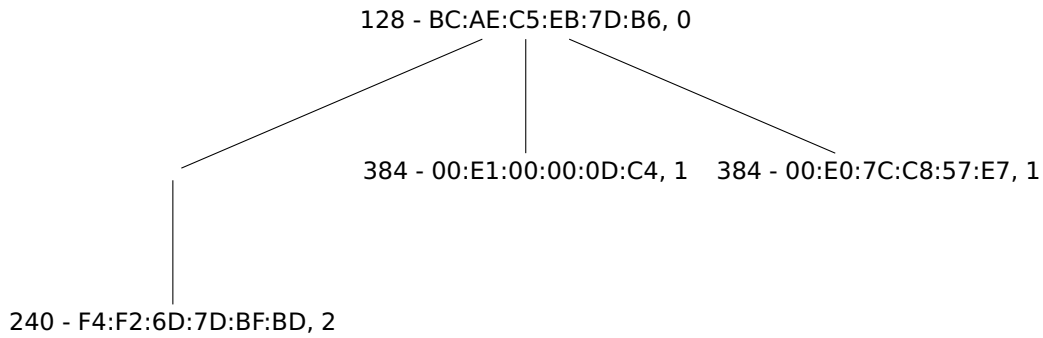 128 - BC:AE:C5:EB:7D:B6, 0
384 - 00:E1:00:00:0D:C4, 1
384 - 00:E0:7C:C8:57:E7, 1
240 - F4:F2:6D:7D:BF:BD, 2